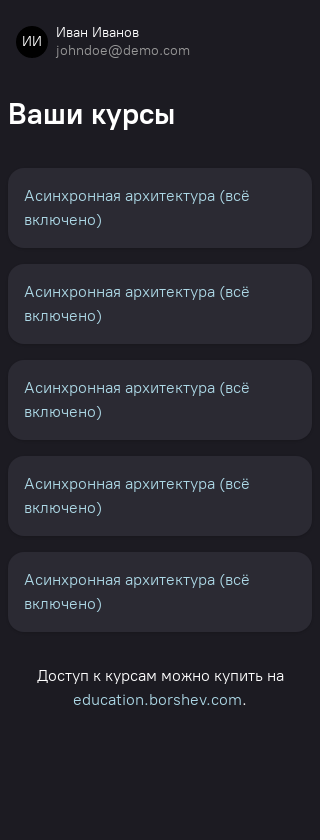 ИИ
Иван Иванов
johndoe@demo.com
Ваши курсы
Асинхронная архитектура (всё
включено)
Асинхронная архитектура (всё
включено)
Асинхронная архитектура (всё
включено)
Асинхронная архитектура (всё
включено)
Асинхронная архитектура (всё
включено)
Доступ к курсам можно купить на
education.borshev.com.